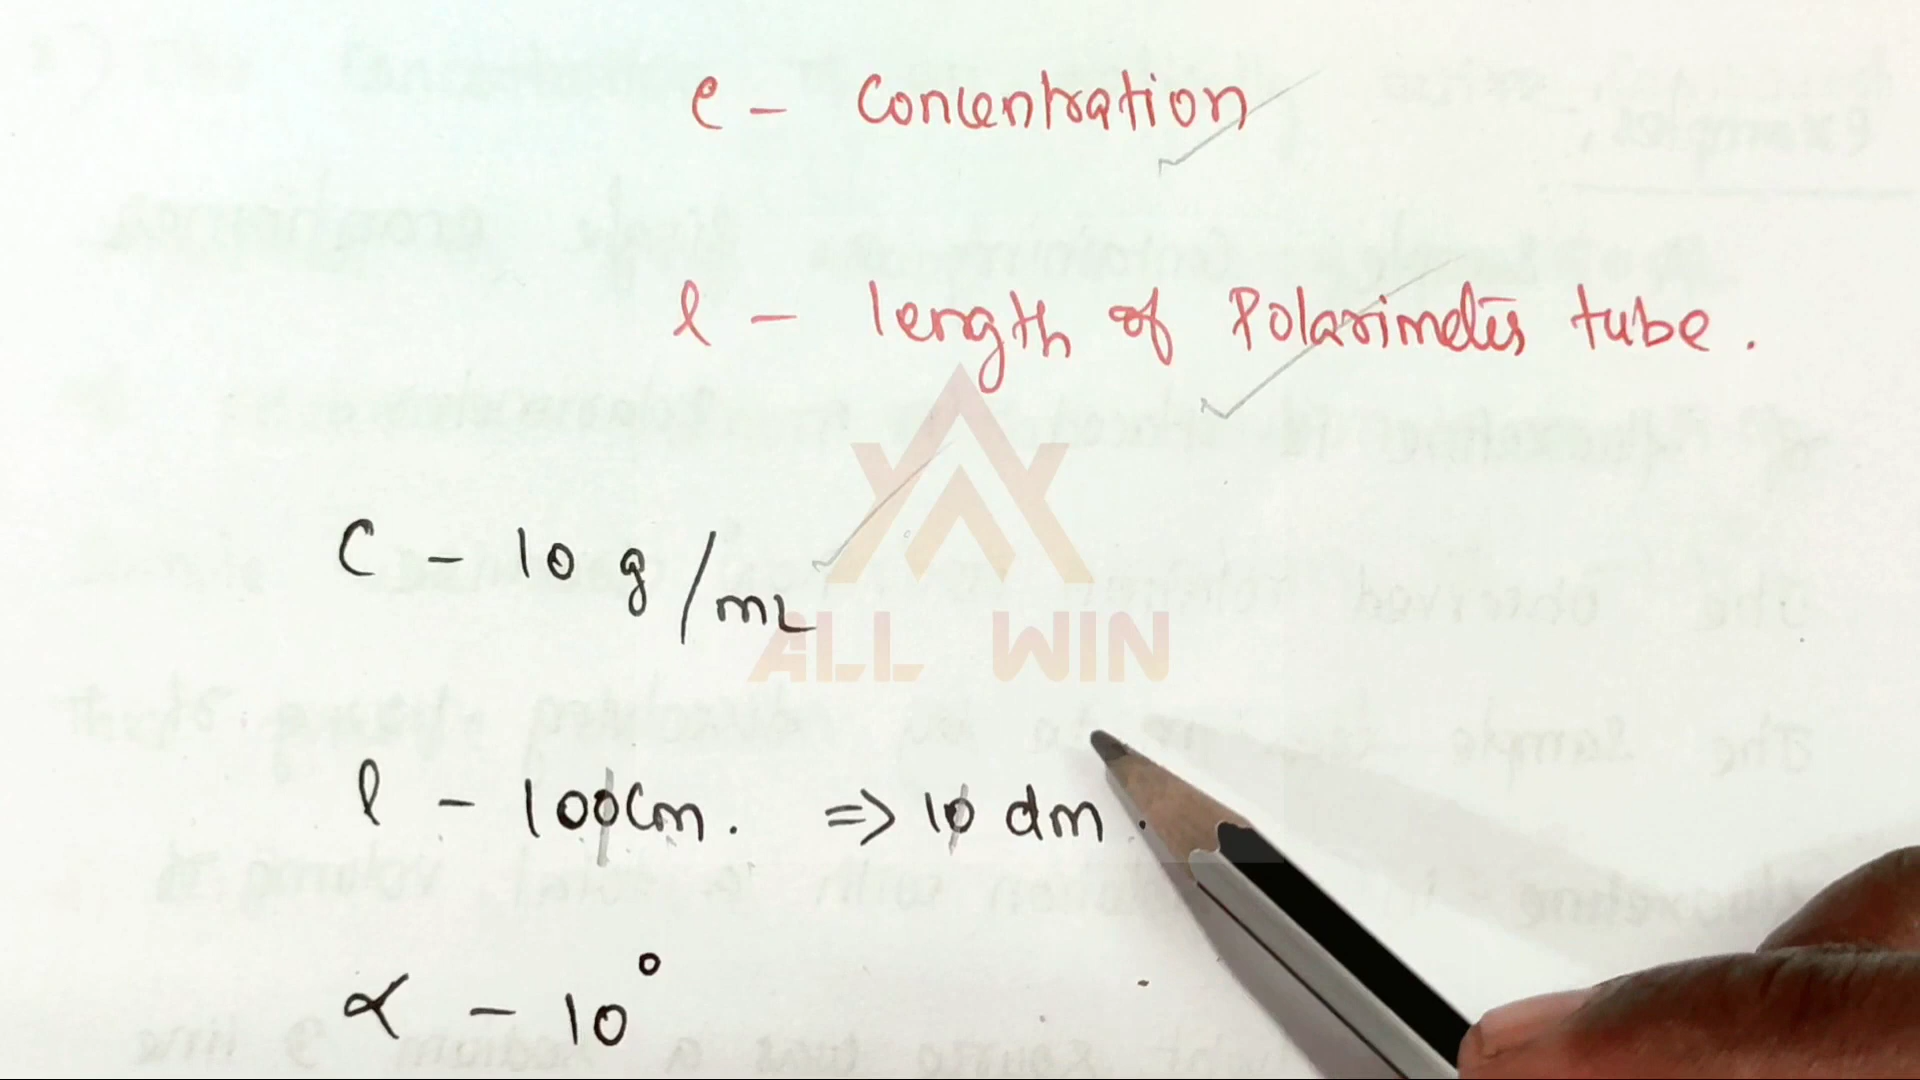 c - Concentration
l - length of Polarimeter tube.
C - 10 g/mL
ALL WIN
l - 100cm. => 10 dm.
α - 10°